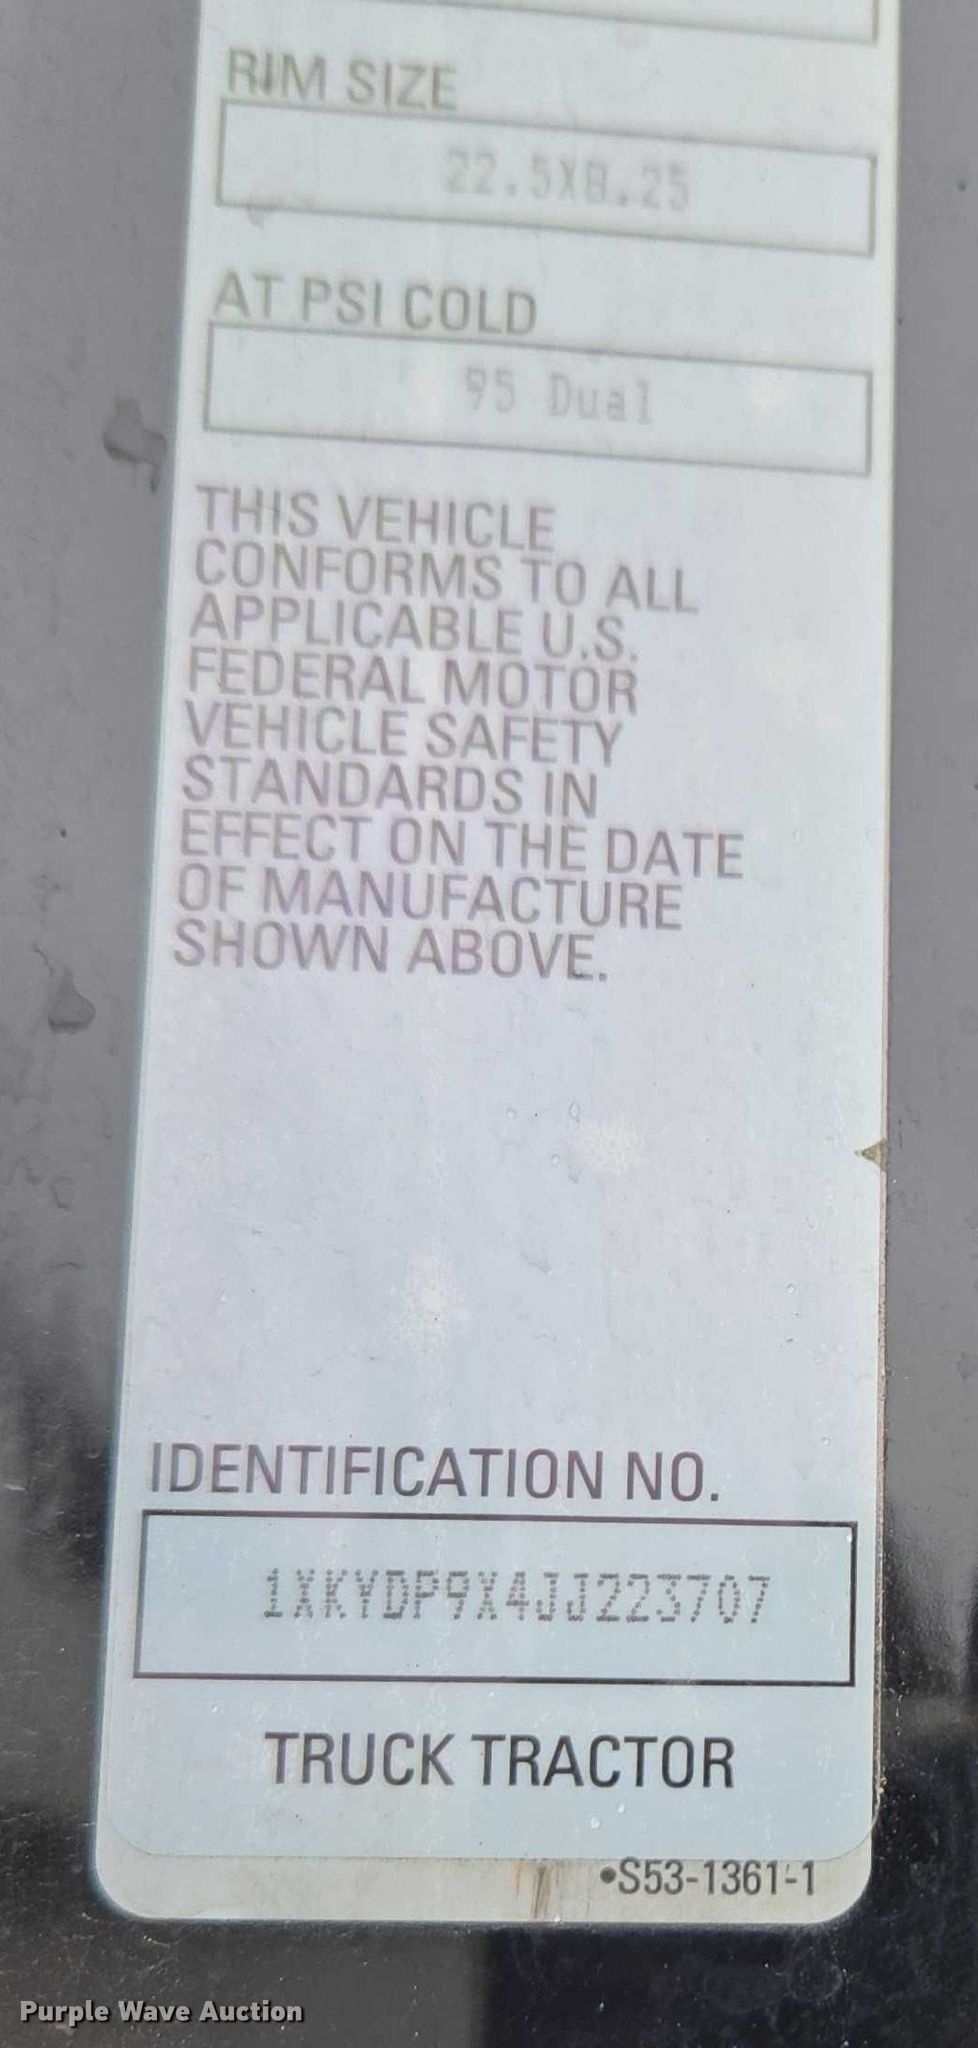 RIM SIZE
22.5X8.25
AT PSI COLD
95 Dual
THIS VEHICLE
CONFORMS TO ALL
APPLICABLE U.S.
FEDERAL MOTOR
VEHICLE SAFETY
STANDARDS IN
EFFECT ON THE DATE
OF MANUFACTURE
SHOWN ABOVE.
IDENTIFICATION NO.
1XKYDP9X4JJ223707
TRUCK TRACTOR
•S53-1361-1
Purple Wave Auction